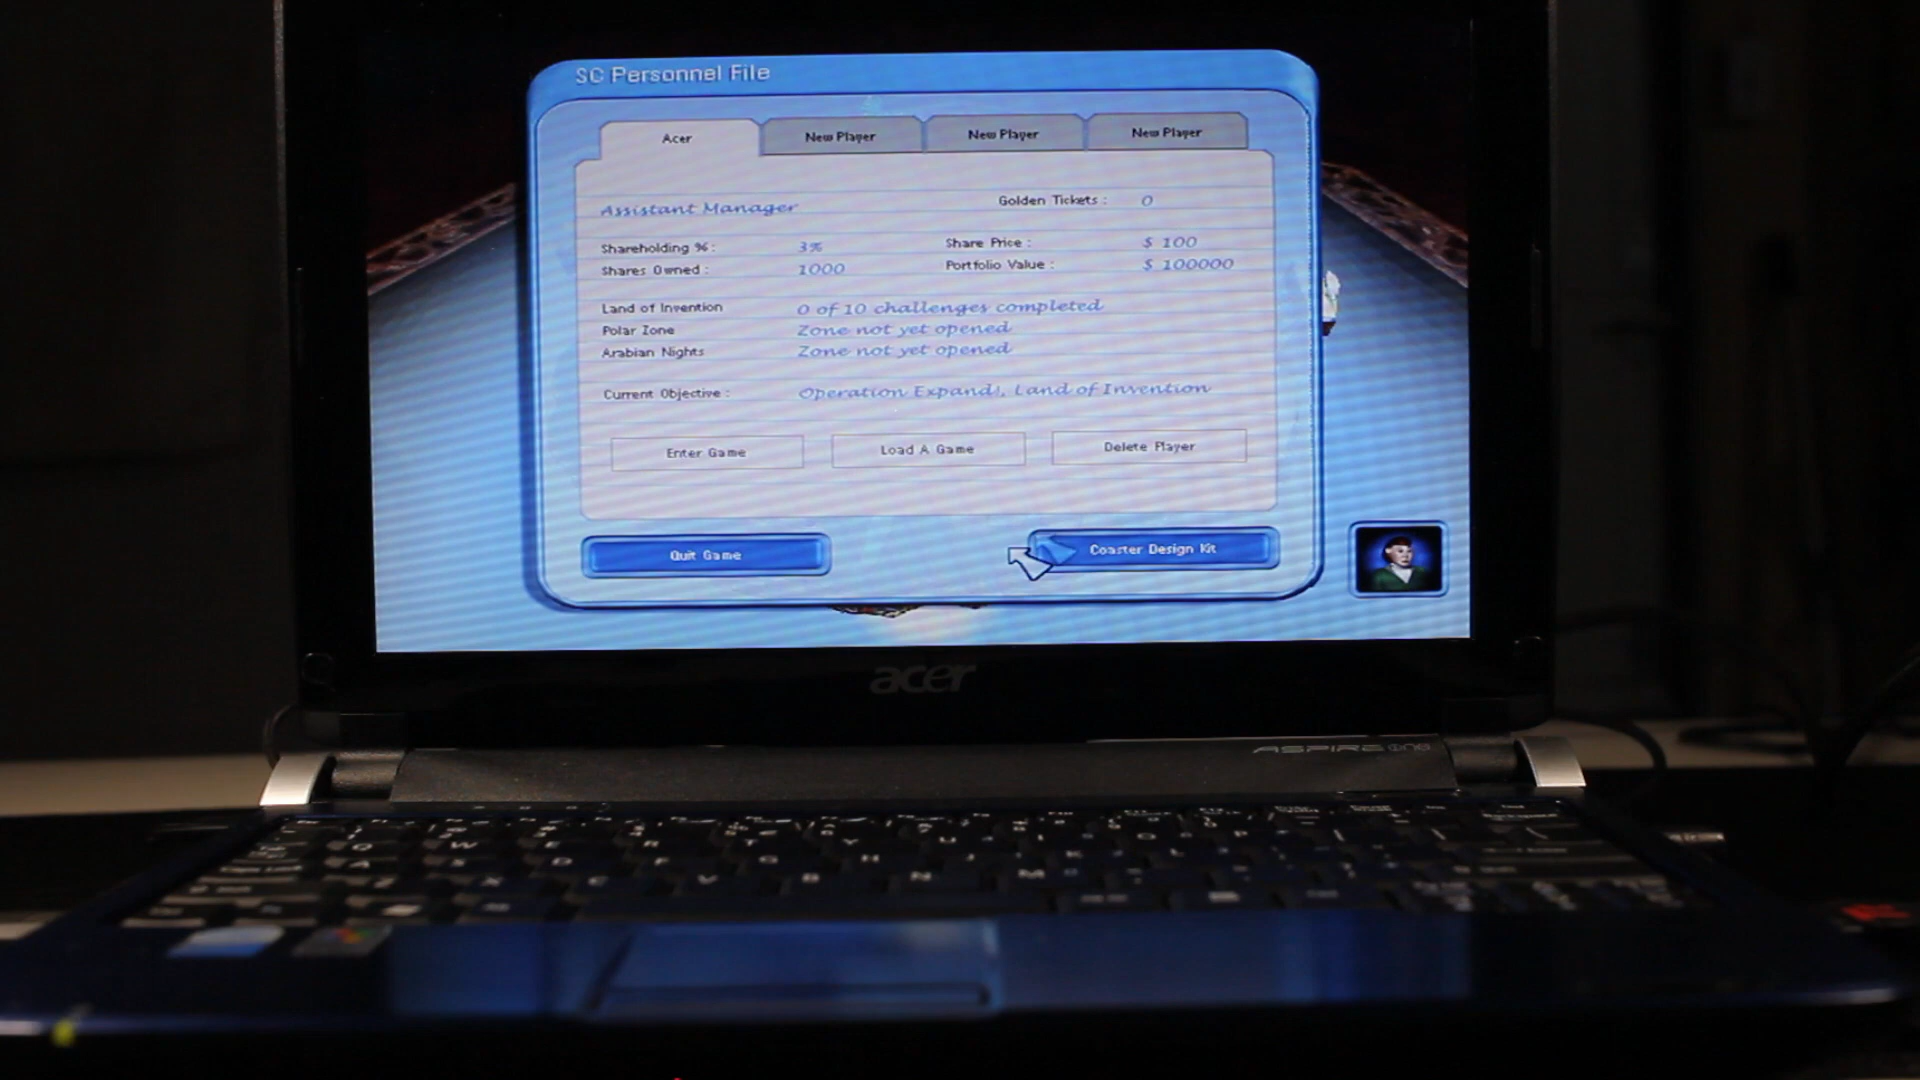 SC Personnel File
Acer New Player New Player New Player
Assistant Manager Golden Tickets : 0
Shareholding % : 3% Share Price : $ 100
Shares Owned : 1000 Portfolio Value : $ 100000
Land of Invention 0 of 10 challenges completed
Polar Zone Zone not yet opened
Arabian Nights Zone not yet opened
Current Objective : Operation Expand!, Land of Invention
Enter Game Load A Game Delete Player
Quit Game Coaster Design Kit
acer
ASPIRE one
Q W E R T Y U I O P
A S D F G H J K L
Z X C V B N M